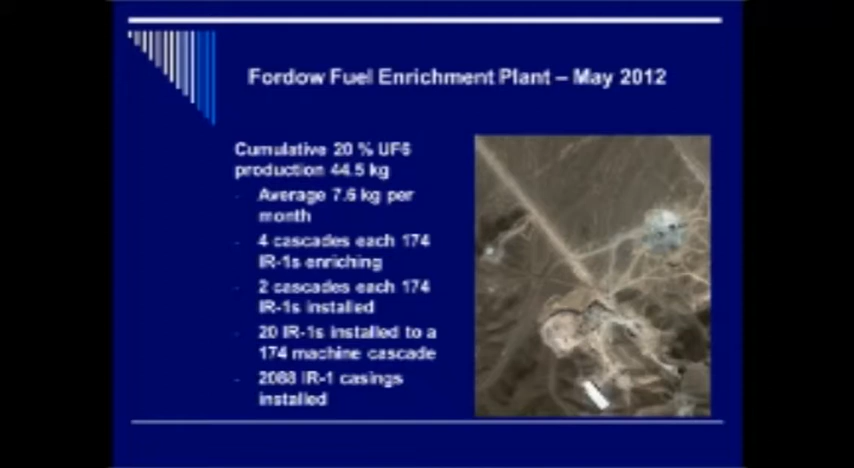 Fordow Fuel Enrichment Plant – May 2012
Cumulative 20 % UF6
production 44.5 kg
- Average 7.6 kg per
month
- 4 cascades each 174
IR-1s enriching
- 2 cascades each 174
IR-1s installed
- 20 IR-1s installed to a
174 machine cascade
- 2088 IR-1 casings
installed